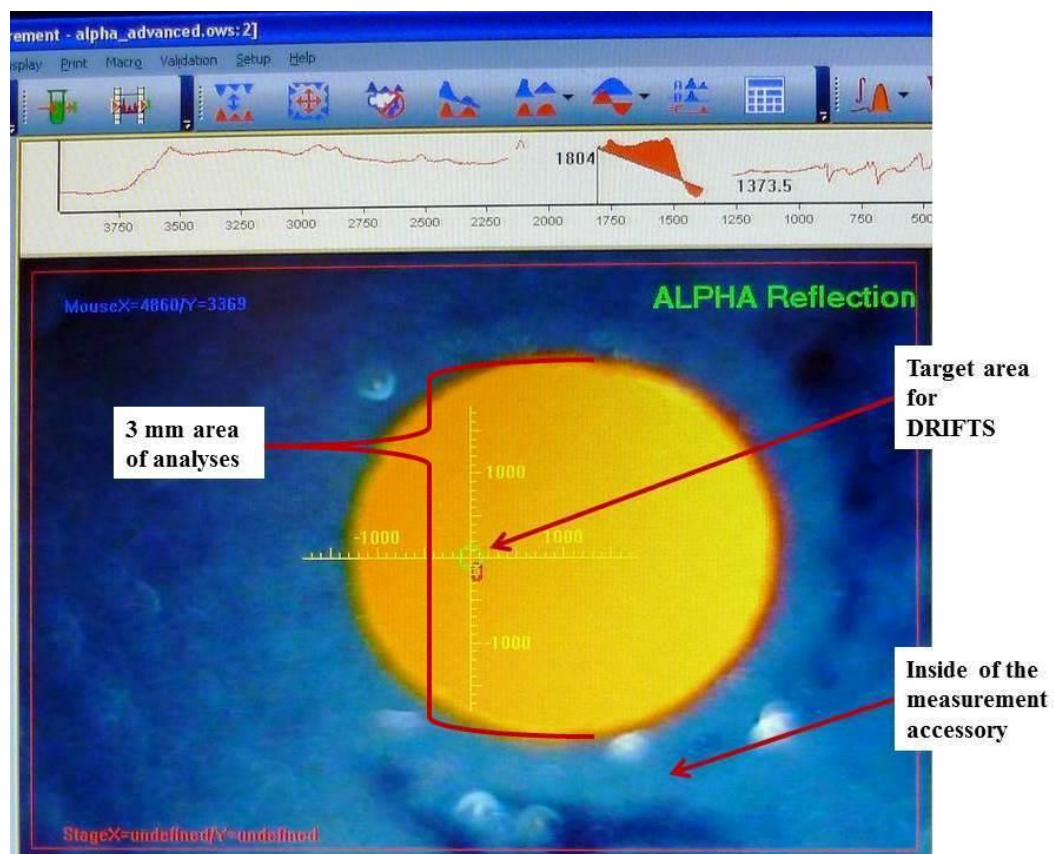 rement - alpha_advanced.ows:2]
Display Print Macro Validation Setup Help
1804
1373.5
3750 3500 3250 3000 2750 2500 2250 2000 1750 1500 1250 1000 750 500
MouseX=4860/Y=3369
ALPHA Reflection
Target area
for
DRIFTS
3 mm area
of analyses
1000
-1000
1000
-1000
Inside of the
measurement
accessory
StageX=undefined/Y=undefined